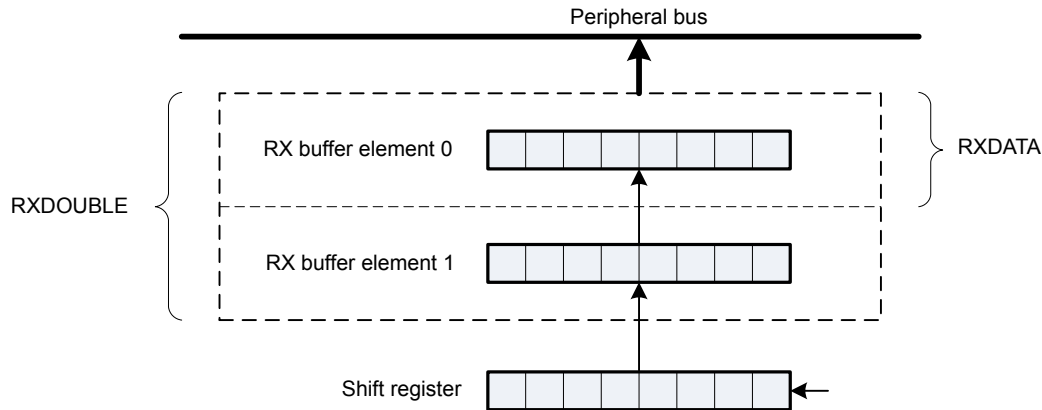 Peripheral bus
RX buffer element 0
RXDATA
RXDOUBLE
RX buffer element 1
Shift register